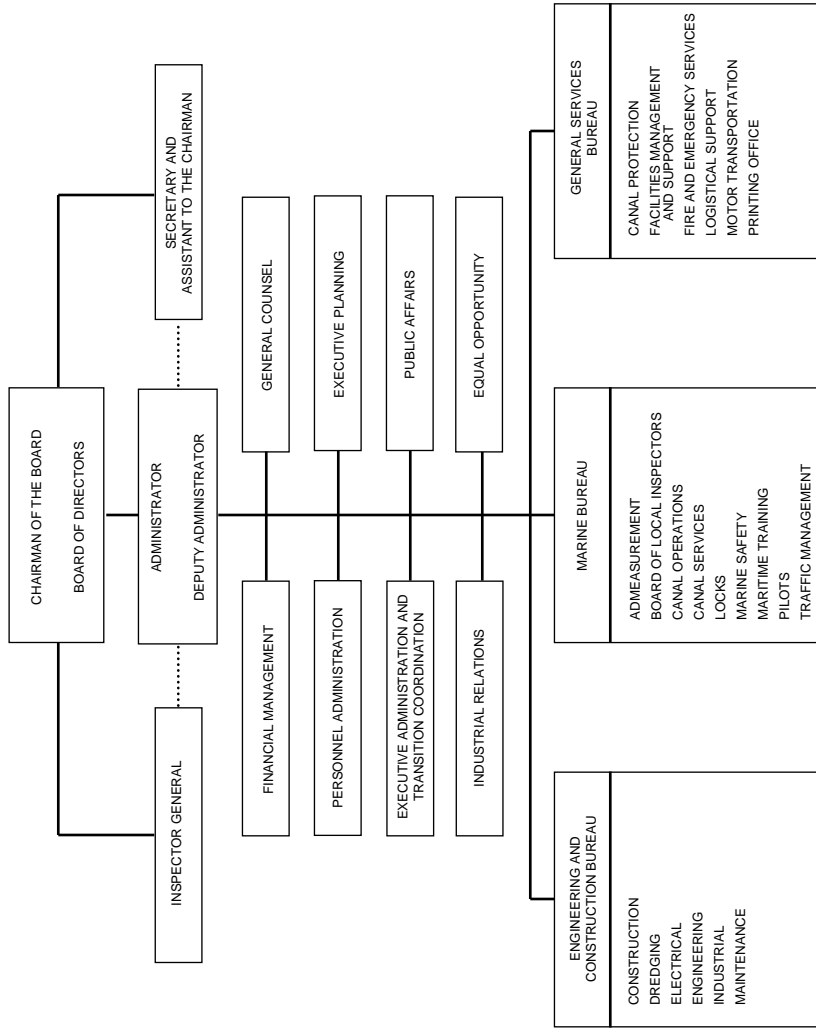 CHAIRMAN OF THE BOARD
BOARD OF DIRECTORS
INSPECTOR GENERAL
ADMINISTRATOR
DEPUTY ADMINISTRATOR
SECRETARY AND
ASSISTANT TO THE CHAIRMAN
FINANCIAL MANAGEMENT
GENERAL COUNSEL
PERSONNEL ADMINISTRATION
EXECUTIVE PLANNING
EXECUTIVE ADMINISTRATION AND
TRANSITION COORDINATION
PUBLIC AFFAIRS
INDUSTRIAL RELATIONS
EQUAL OPPORTUNITY
ENGINEERING AND
CONSTRUCTION BUREAU
CONSTRUCTION
DREDGING
ELECTRICAL
ENGINEERING
INDUSTRIAL
MAINTENANCE
MARINE BUREAU
ADMEASUREMENT
BOARD OF LOCAL INSPECTORS
CANAL OPERATIONS
CANAL SERVICES
LOCKS
MARINE SAFETY
MARITIME TRAINING
PILOTS
TRAFFIC MANAGEMENT
GENERAL SERVICES
BUREAU
CANAL PROTECTION
FACILITIES MANAGEMENT
AND SUPPORT
FIRE AND EMERGENCY SERVICES
LOGISTICAL SUPPORT
MOTOR TRANSPORTATION
PRINTING OFFICE